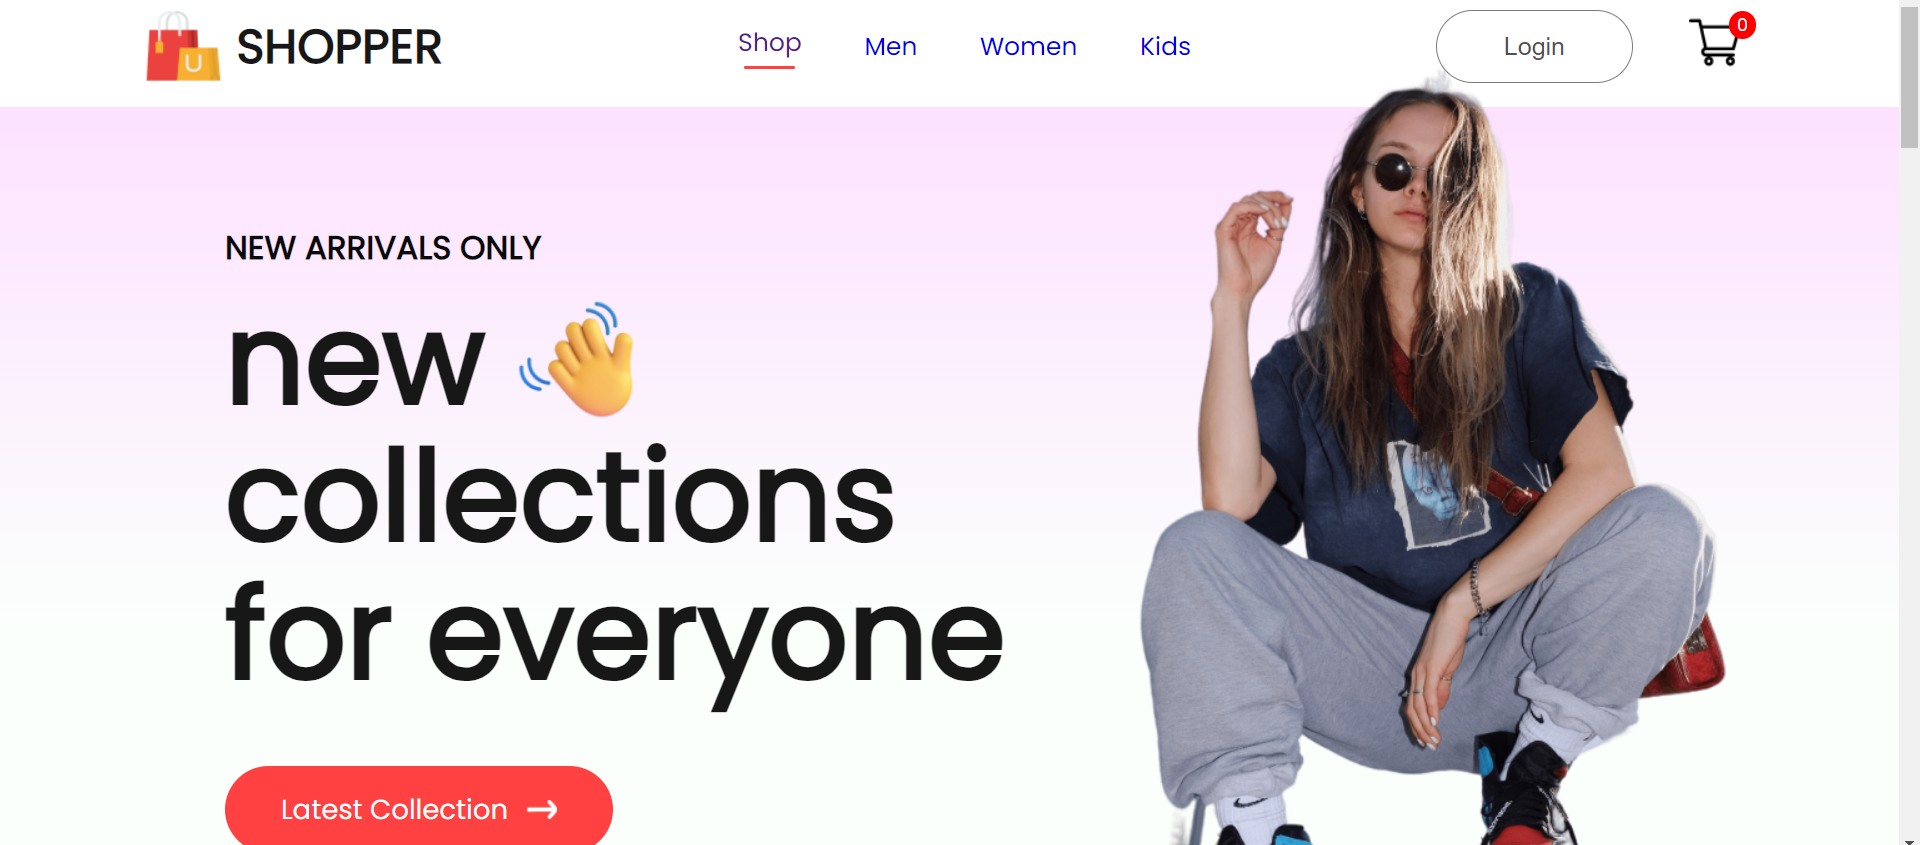 SHOPPER
Shop
Men
Women
Kids
Login
0
NEW ARRIVALS ONLY
new
collections
for everyone
Latest Collection